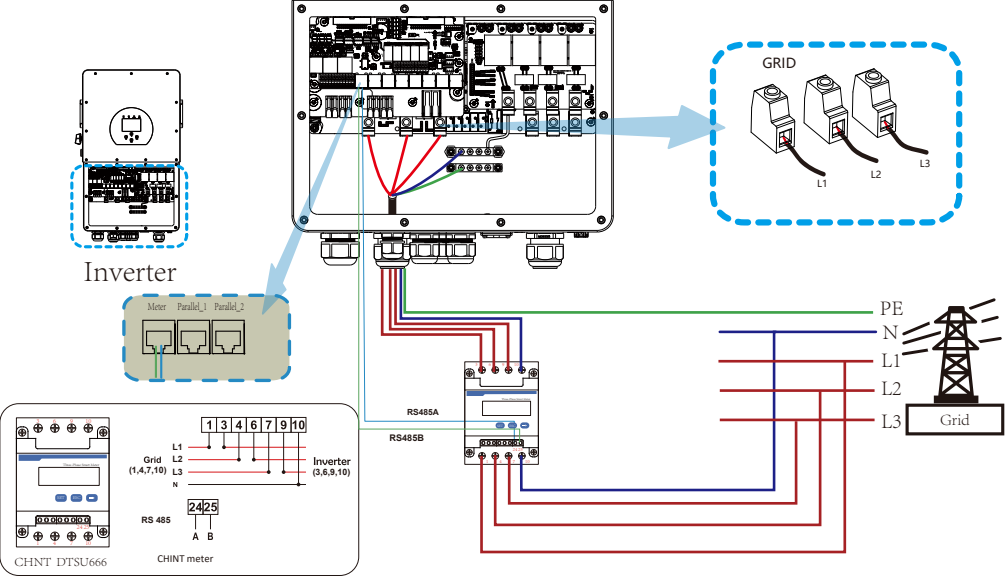 GRID
L1
L2
L3
Inverter
Meter Parallel_1 Parallel_2
PE
N
L1
L2
L3
Grid
RS485A
RS485B
1 3 4 6 7 9 10
L1
L2
L3
N
Grid
(1,4,7,10)
Inverter
(3,6,9,10)
24 25
RS 485
A B
CHNT DTSU666
CHINT meter